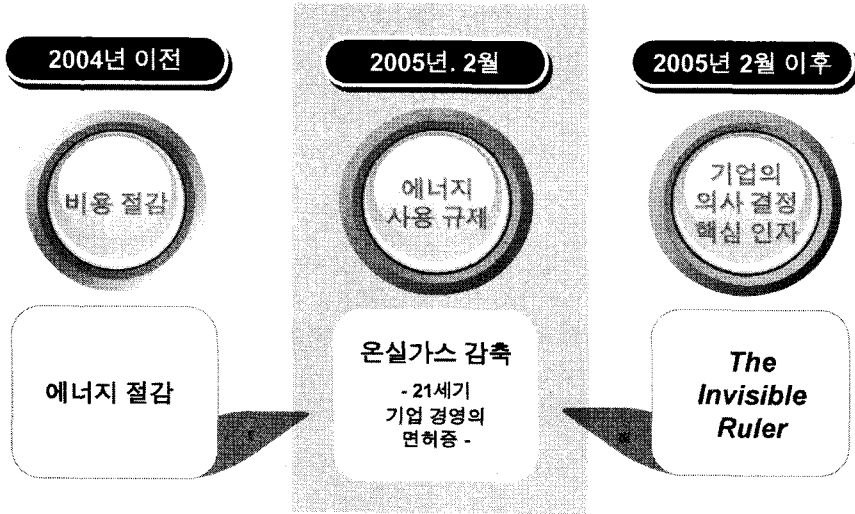 2004년 이전
비용 절감
에너지 절감
2005년. 2월
에너지
사용 규제
온실가스 감축
- 21세기
기업 경영의
면허증 -
2005년 2월 이후
기업의
의사 결정
핵심 인자
The
Invisible
Ruler